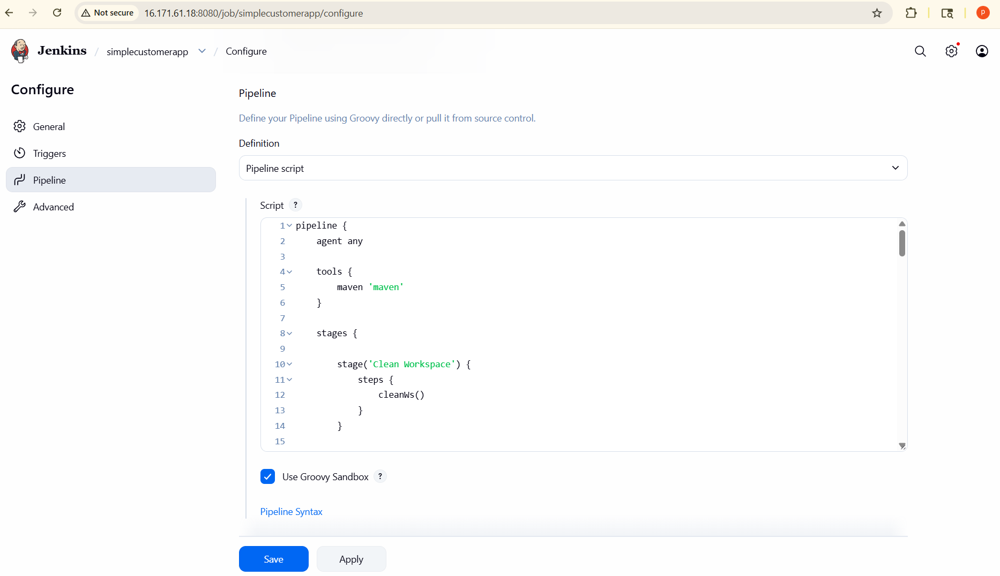 Not secure 16.171.61.18:8080/job/simplecustomerapp/configure
P
Jenkins / simplecustomerapp / Configure
Configure
General
Triggers
Pipeline
Advanced
Pipeline
Define your Pipeline using Groovy directly or pull it from source control.
Definition
Pipeline script
Script ?
1 pipeline {
2     agent any
3
4     tools {
5         maven 'maven'
6     }
7
8     stages {
9
10         stage('Clean Workspace') {
11             steps {
12                 cleanWs()
13             }
14         }
15
Use Groovy Sandbox ?
Pipeline Syntax
Save Apply